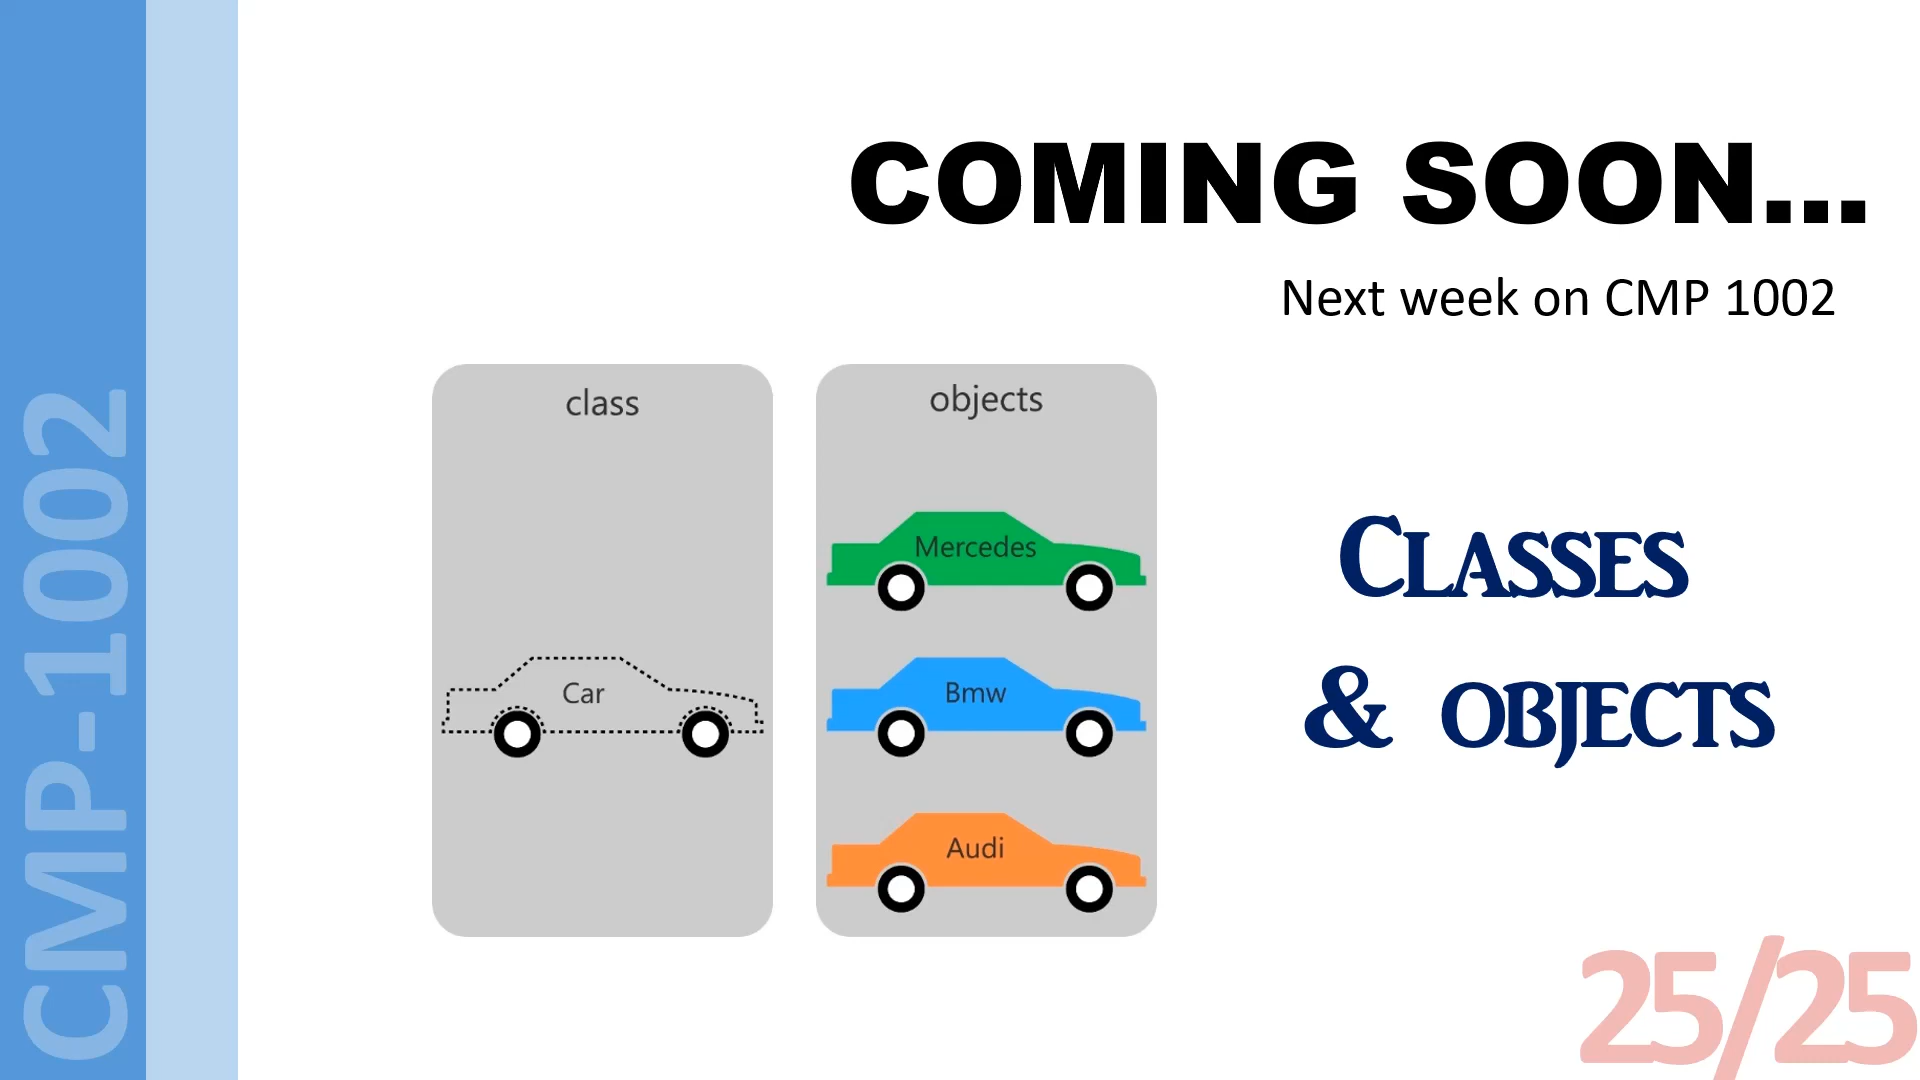 CMP-1002
COMING SOON...
Next week on CMP 1002
class
objects
Car
Mercedes
Bmw
Audi
CLASSES
& OBJECTS
25/25